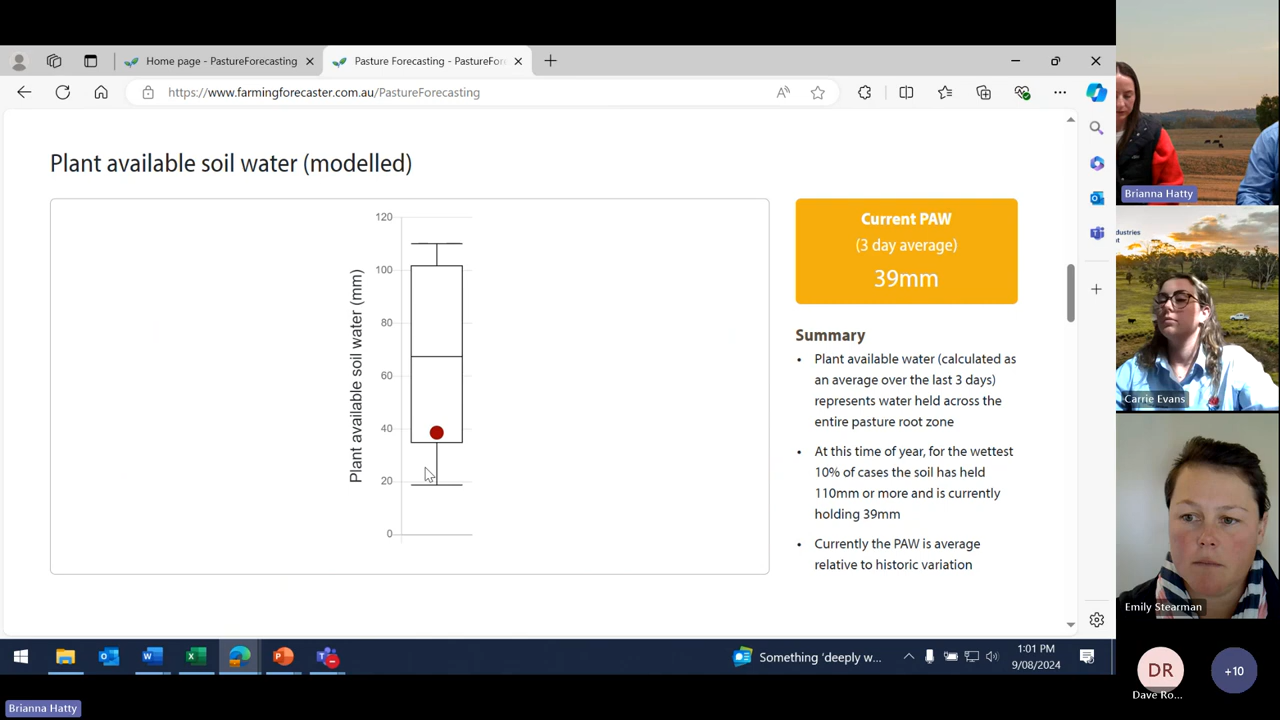 Home page - PastureForecasting
Pasture Forecasting - PastureFor
https://www.farmingforecaster.com.au/PastureForecasting
Plant available soil water (modelled)
Plant available soil water (mm)
120
100
80
60
40
20
0
Current PAW
(3 day average)
39mm
Summary
• Plant available water (calculated
as an average over the last 3 days)
represents water held across the
entire pasture root zone
• At this time of year, for the wettest
10% of cases the soil has held
110mm or more and is currently
holding 39mm
• Currently the PAW is average
relative to historic variation
Brianna Hatty
ndustries
Carrie Evans
Emily Stearman
DR
Dave Ro...
+10
Something 'deeply w...
1:01 PM
9/08/2024
Brianna Hatty